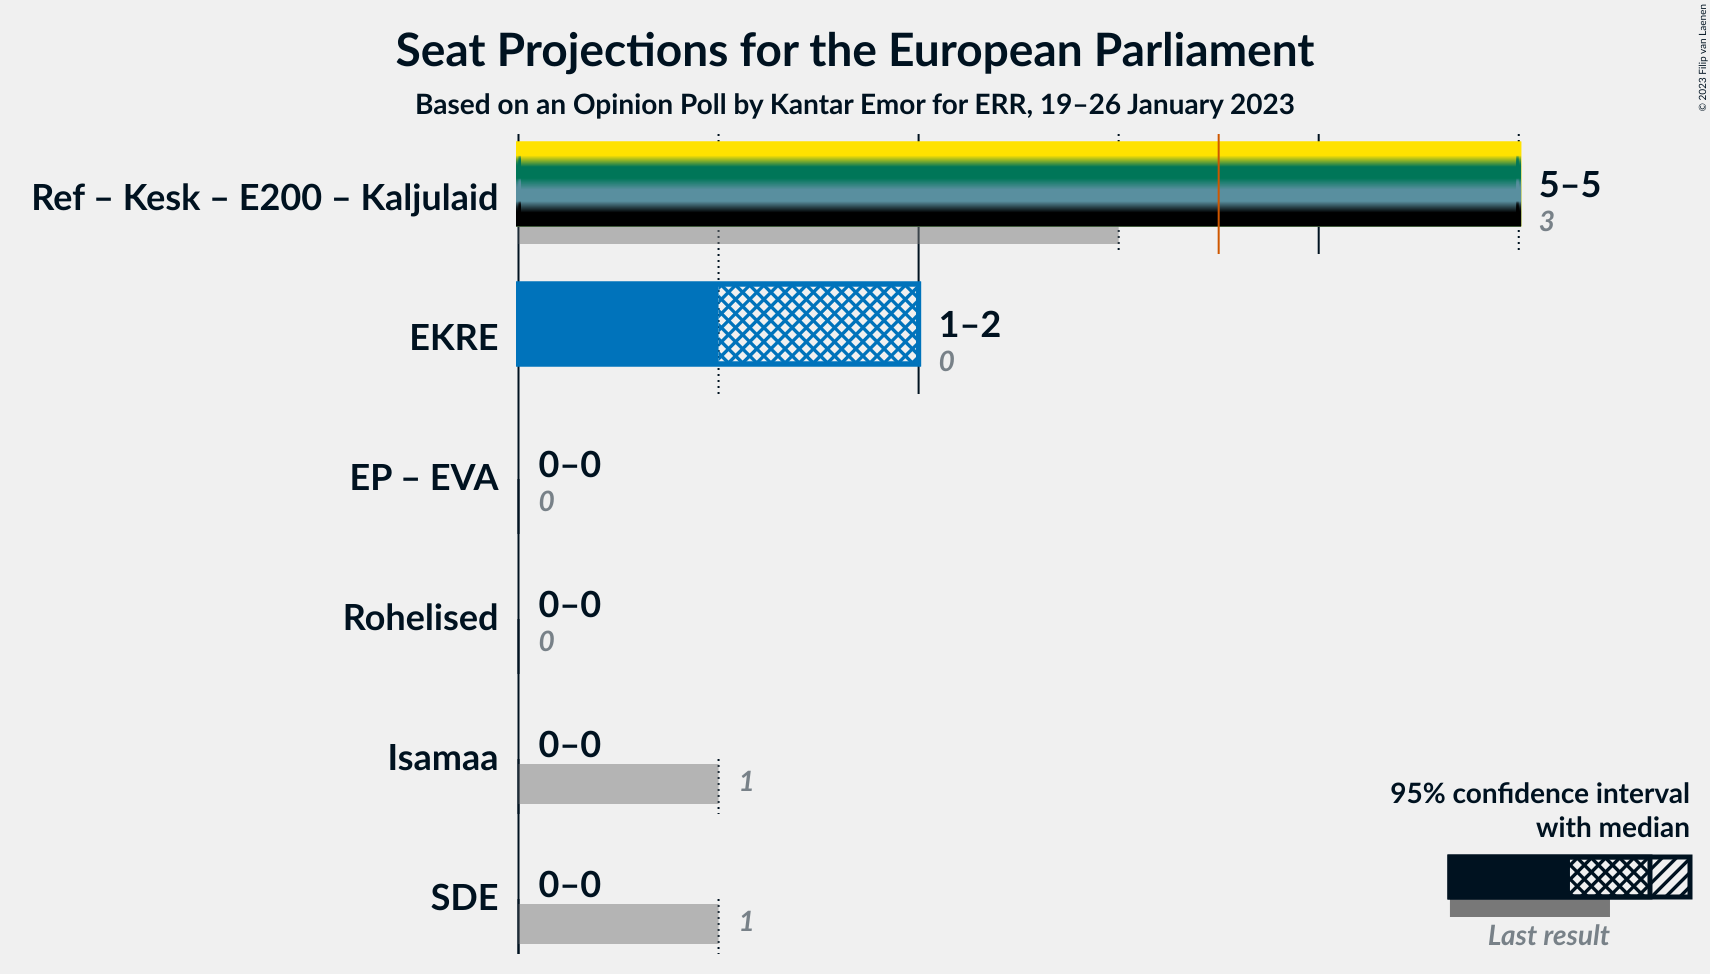 Seat Projections for the European Parliament
Based on an Opinion Poll by Kantar Emor for ERR, 19–26 January 2023
© 2023 Filip van Laenen
Ref – Kesk – E200 – Kaljulaid
5–5
3
EKRE
1–2
0
EP – EVA
0–0
0
Rohelised
0–0
0
Isamaa
0–0
1
SDE
0–0
1
95% confidence interval
with median
Last result